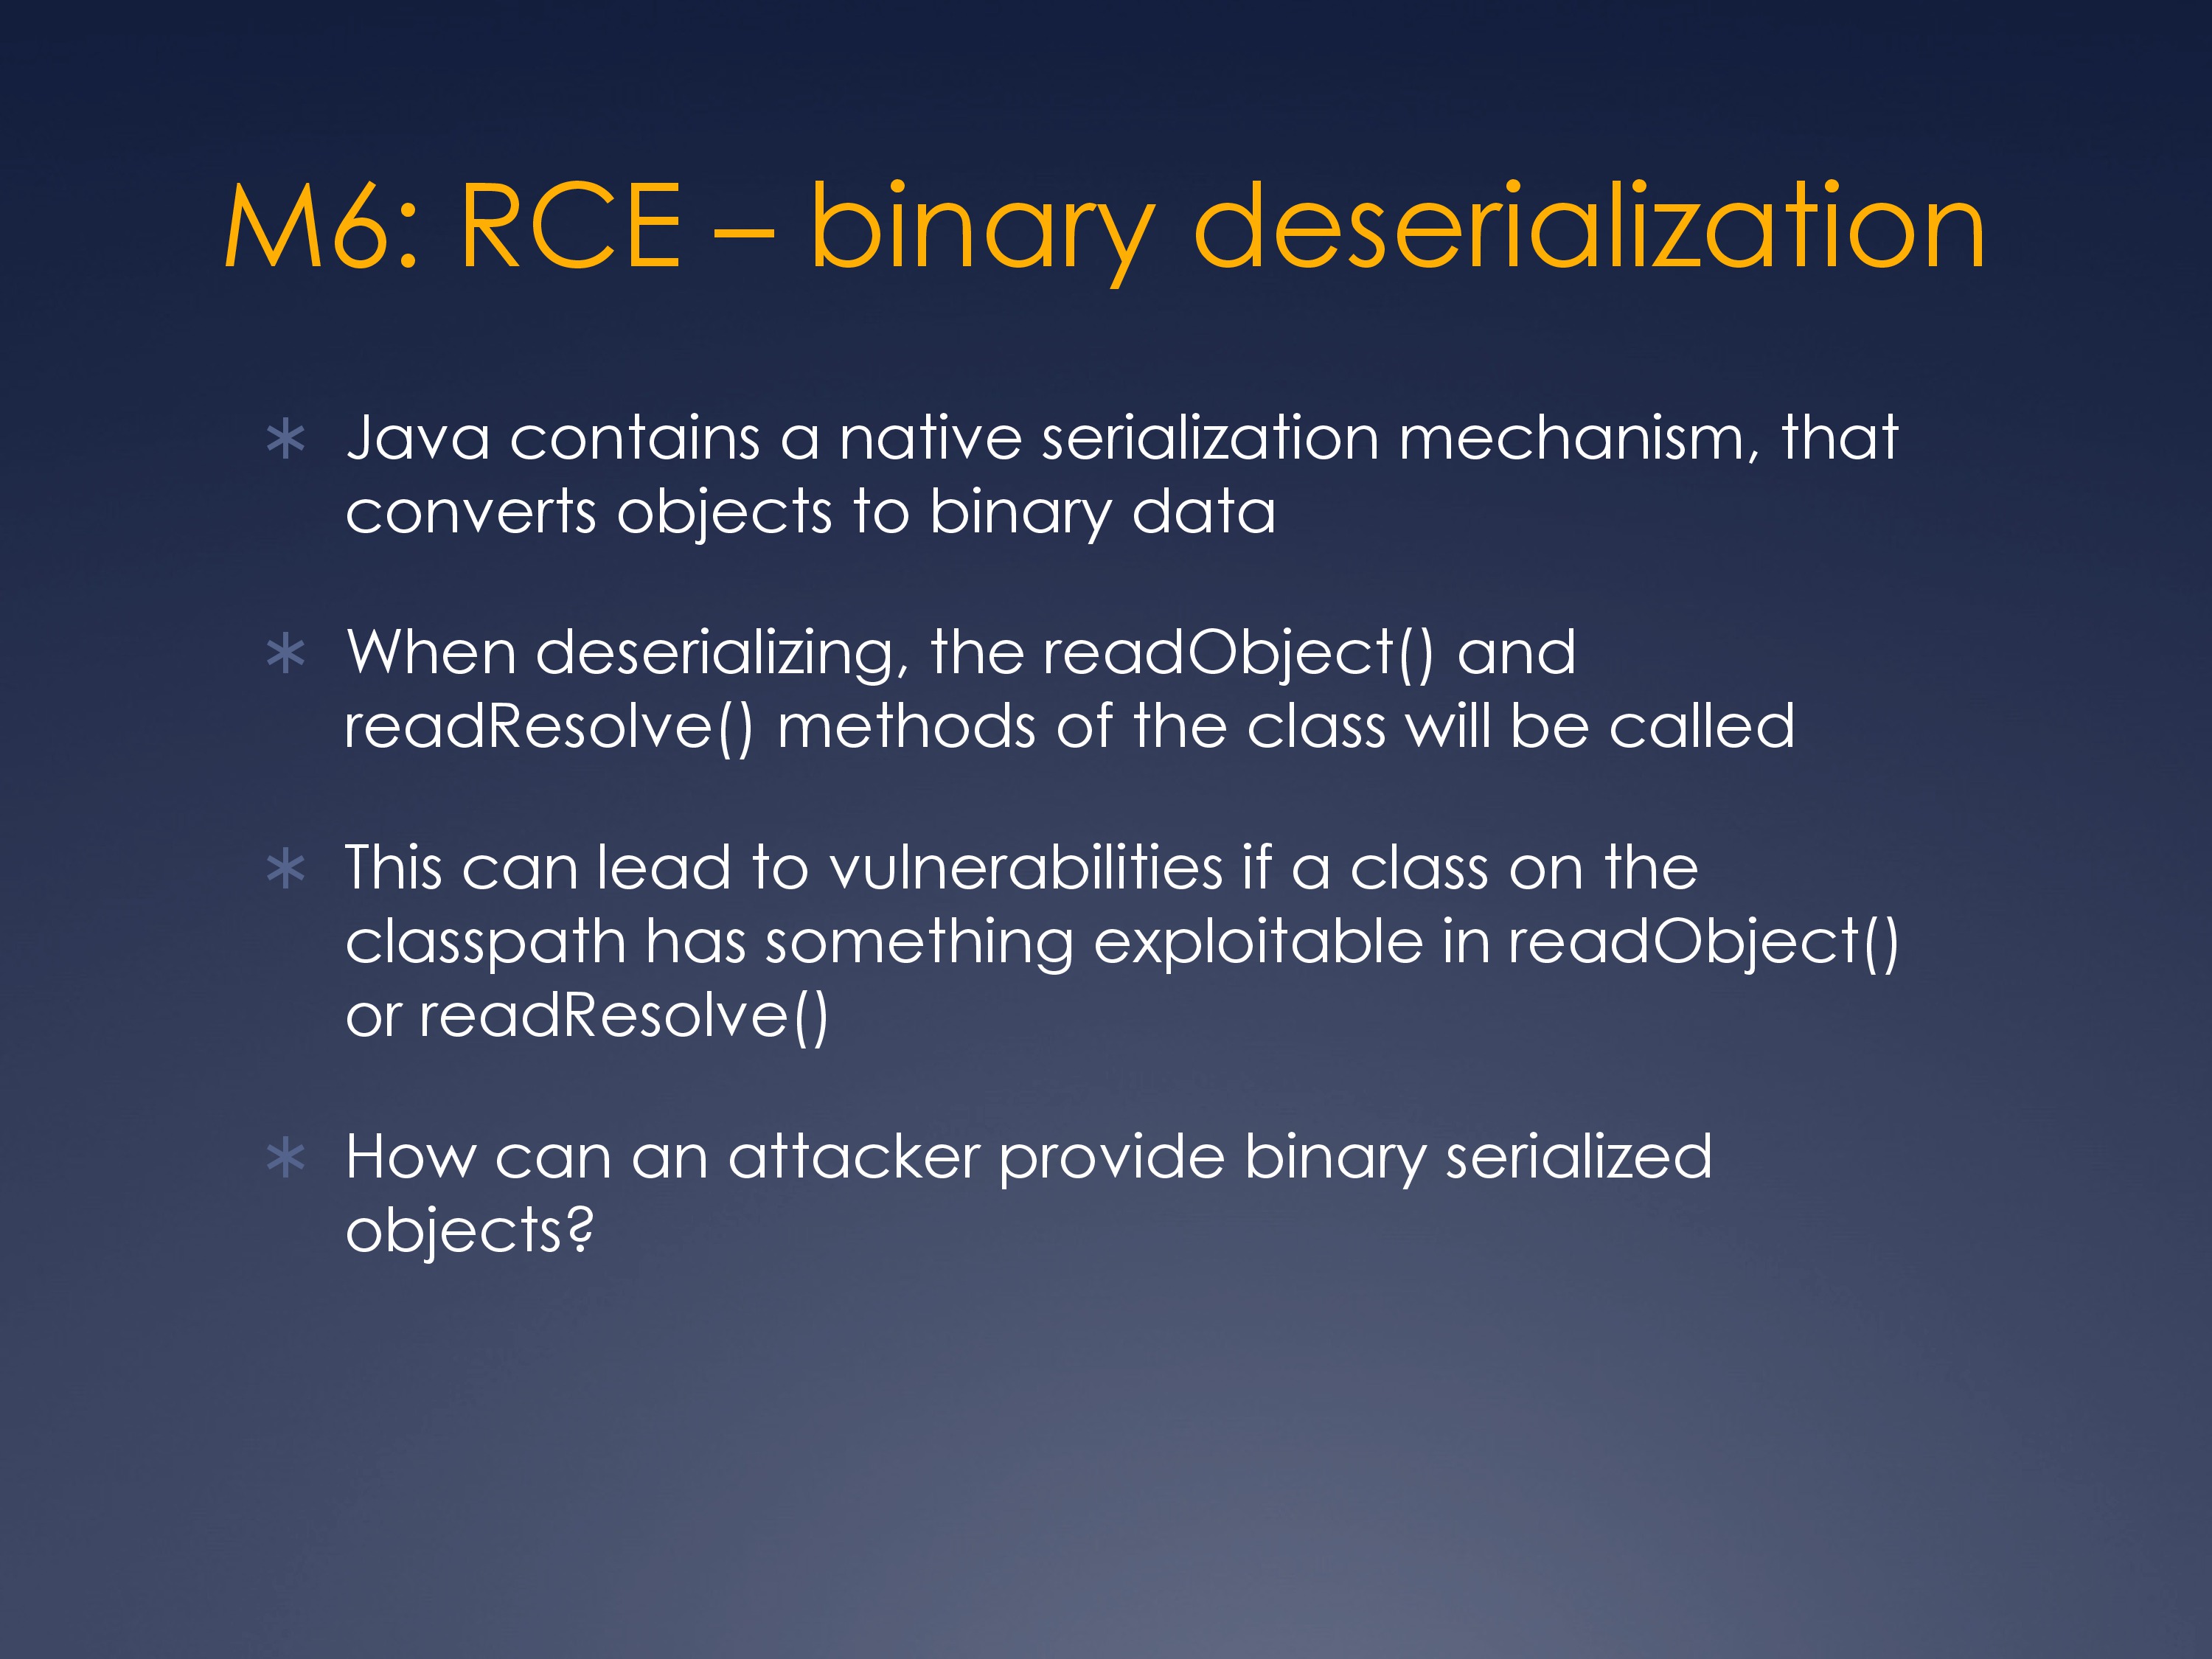 M6: RCE – binary deserialization
* Java contains a native serialization mechanism, that
converts objects to binary data
* When deserializing, the readObject() and
readResolve() methods of the class will be called
* This can lead to vulnerabilities if a class on the
classpath has something exploitable in readObject()
or readResolve()
* How can an attacker provide binary serialized
objects?